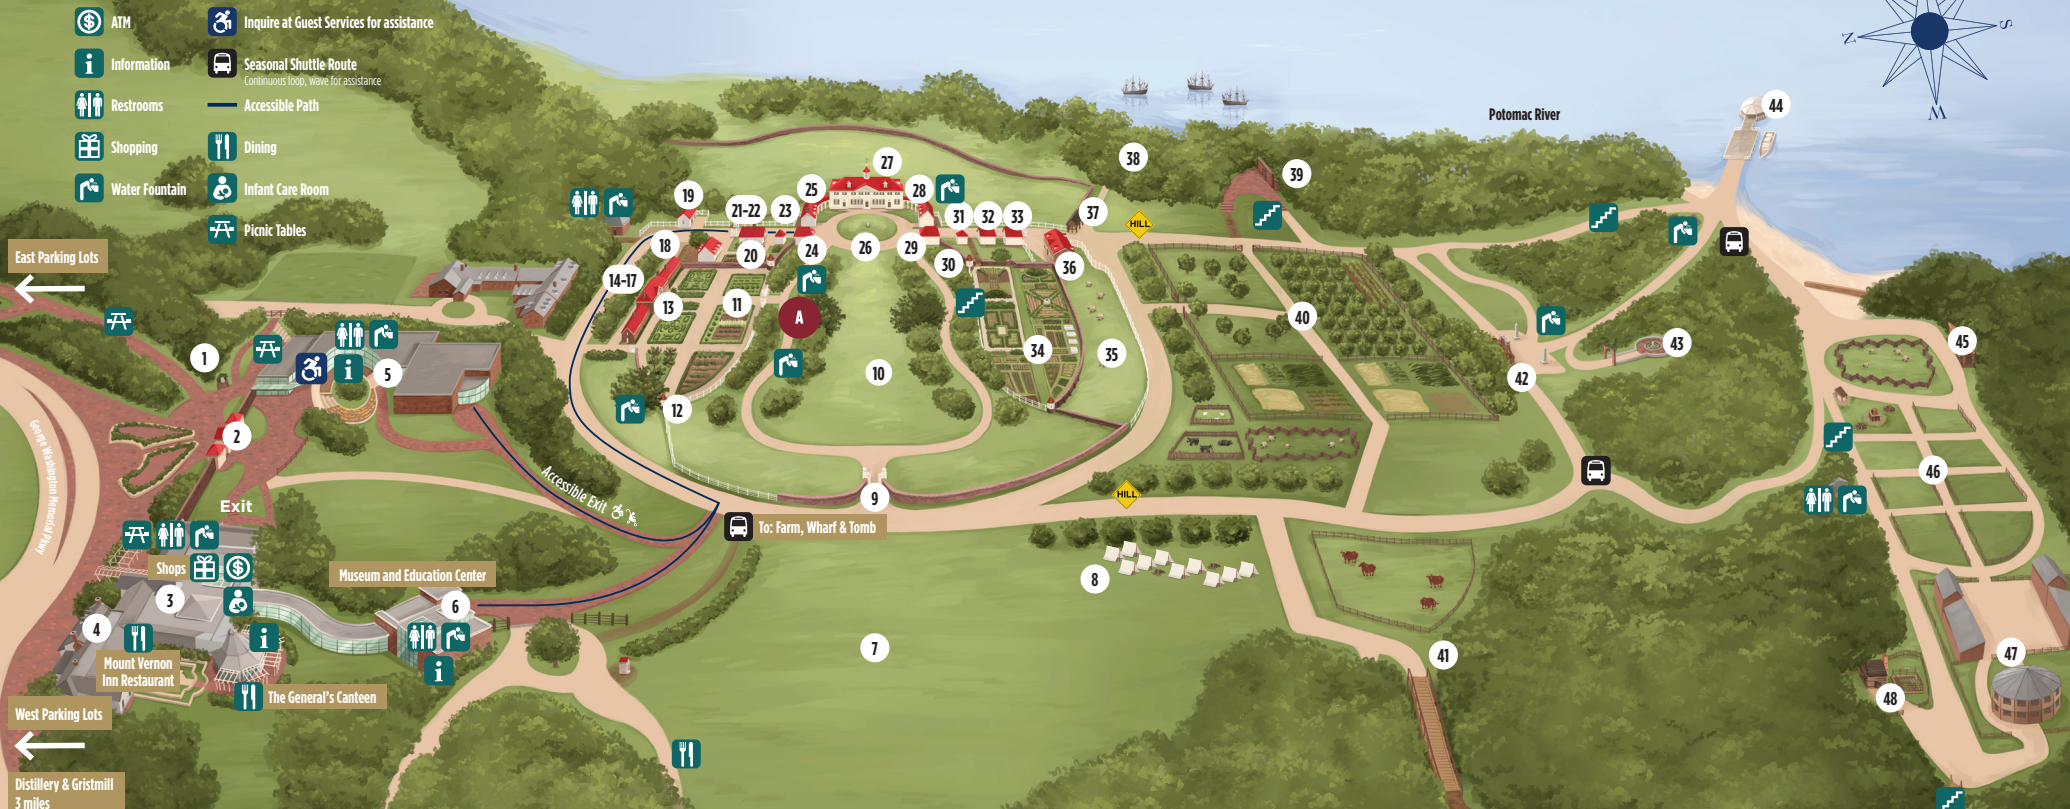 ATM
Information
Restrooms
Shopping
Water Fountain
Inquire at Guest Services for assistance
Seasonal Shuttle Route
Continuous loop, wave for assistance
Accessible Path
Dining
Infant Care Room
Picnic Tables
N
S
W
Potomac River
44
38
39
27
25
28
19
21-22
23
31
32
33
37
HILL
18
20
24
26
29
30
36
14-17
13
11
A
40
34
35
10
12
42
43
45
46
9
East Parking Lots
1
5
2
George Washington Memorial Pkwy
Exit
Accessible Exit
To: Farm, Wharf & Tomb
HILL
8
7
41
47
48
Shops
3
4
Museum and Education Center
6
Mount Vernon
Inn Restaurant
The General's Canteen
West Parking Lots
Distillery & Gristmill
3 miles